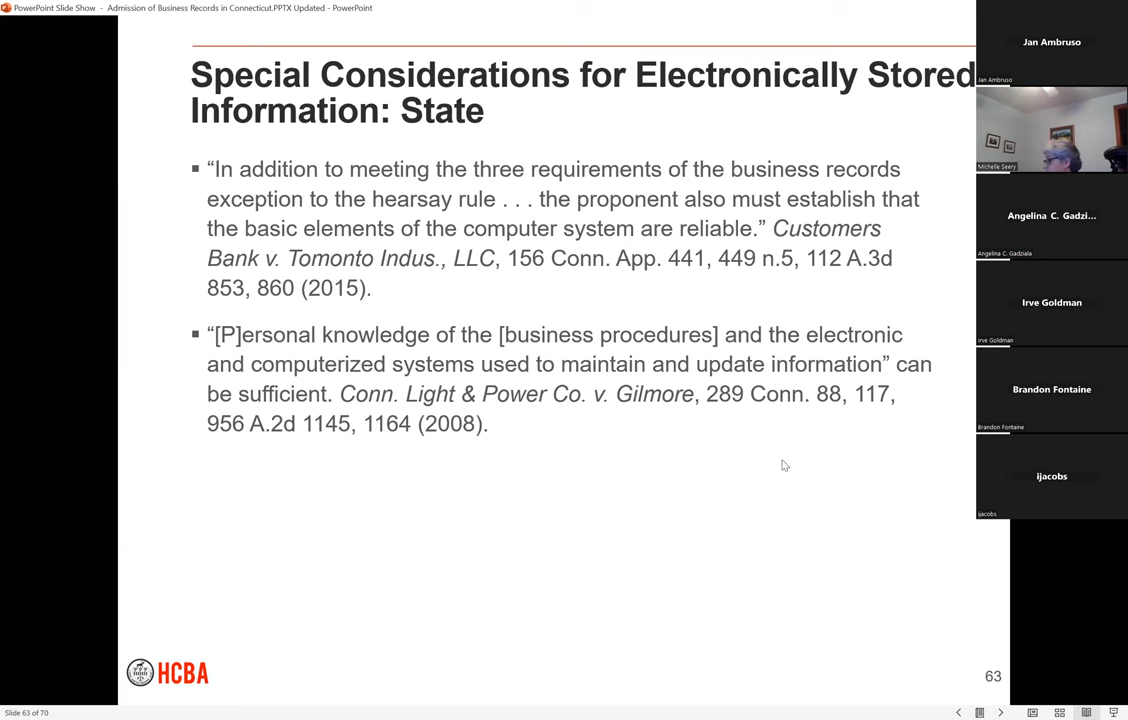 PowerPoint Slide Show - Admission of Business Records in Connecticut.PPTX Updated - PowerPoint
Special Considerations for Electronically Stored
Information: State
▪ “In addition to meeting the three requirements of the business records
exception to the hearsay rule . . . the proponent also must establish that
the basic elements of the computer system are reliable.” Customers
Bank v. Tomonto Indus., LLC, 156 Conn. App. 441, 449 n.5, 112 A.3d
853, 860 (2015).
▪ “[P]ersonal knowledge of the [business procedures] and the electronic
and computerized systems used to maintain and update information” can
be sufficient. Conn. Light & Power Co. v. Gilmore, 289 Conn. 88, 117,
956 A.2d 1145, 1164 (2008).
HCBA
63
Slide 63 of 70
Jan Ambruso
Jan Ambruso
Michelle Seery
Angelina C. Gadzi...
Angelina C. Gadziala
Irve Goldman
Irve Goldman
Brandon Fontaine
Brandon Fontaine
ijacobs
ijacobs